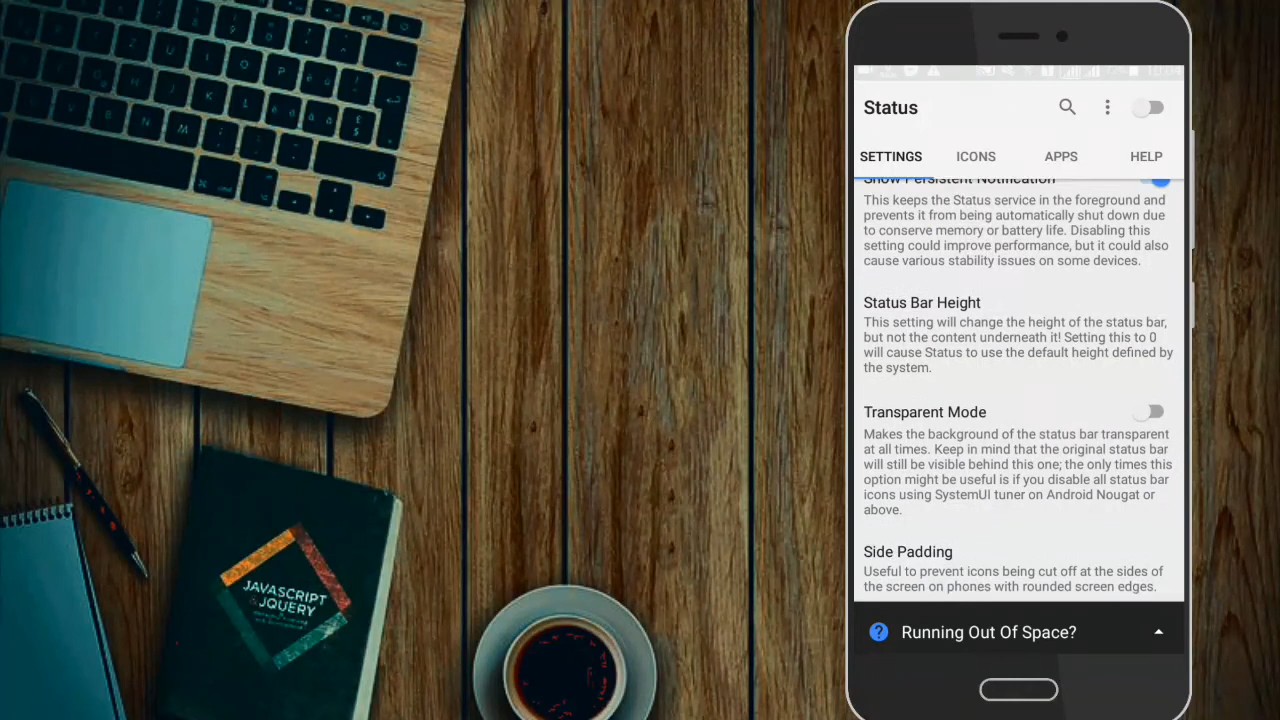 Status
SETTINGS
ICONS
APPS
HELP
Show Persistent Notification
This keeps the Status service in the foreground and
prevents it from being automatically shut down due
to conserve memory or battery life. Disabling this
setting could improve performance, but it could also
cause various stability issues on some devices.
Status Bar Height
This setting will change the height of the status bar,
but not the content underneath it! Setting this to 0
will cause Status to use the default height defined by
the system.
Transparent Mode
Makes the background of the status bar transparent
at all times. Keep in mind that the original status bar
will still be visible behind this one; the only times this
option might be useful is if you disable all status bar
icons using SystemUI tuner on Android Nougat or
above.
Side Padding
Useful to prevent icons being cut off at the sides of
the screen on phones with rounded screen edges.
Running Out Of Space?
JAVASCRIPT
& JQUERY